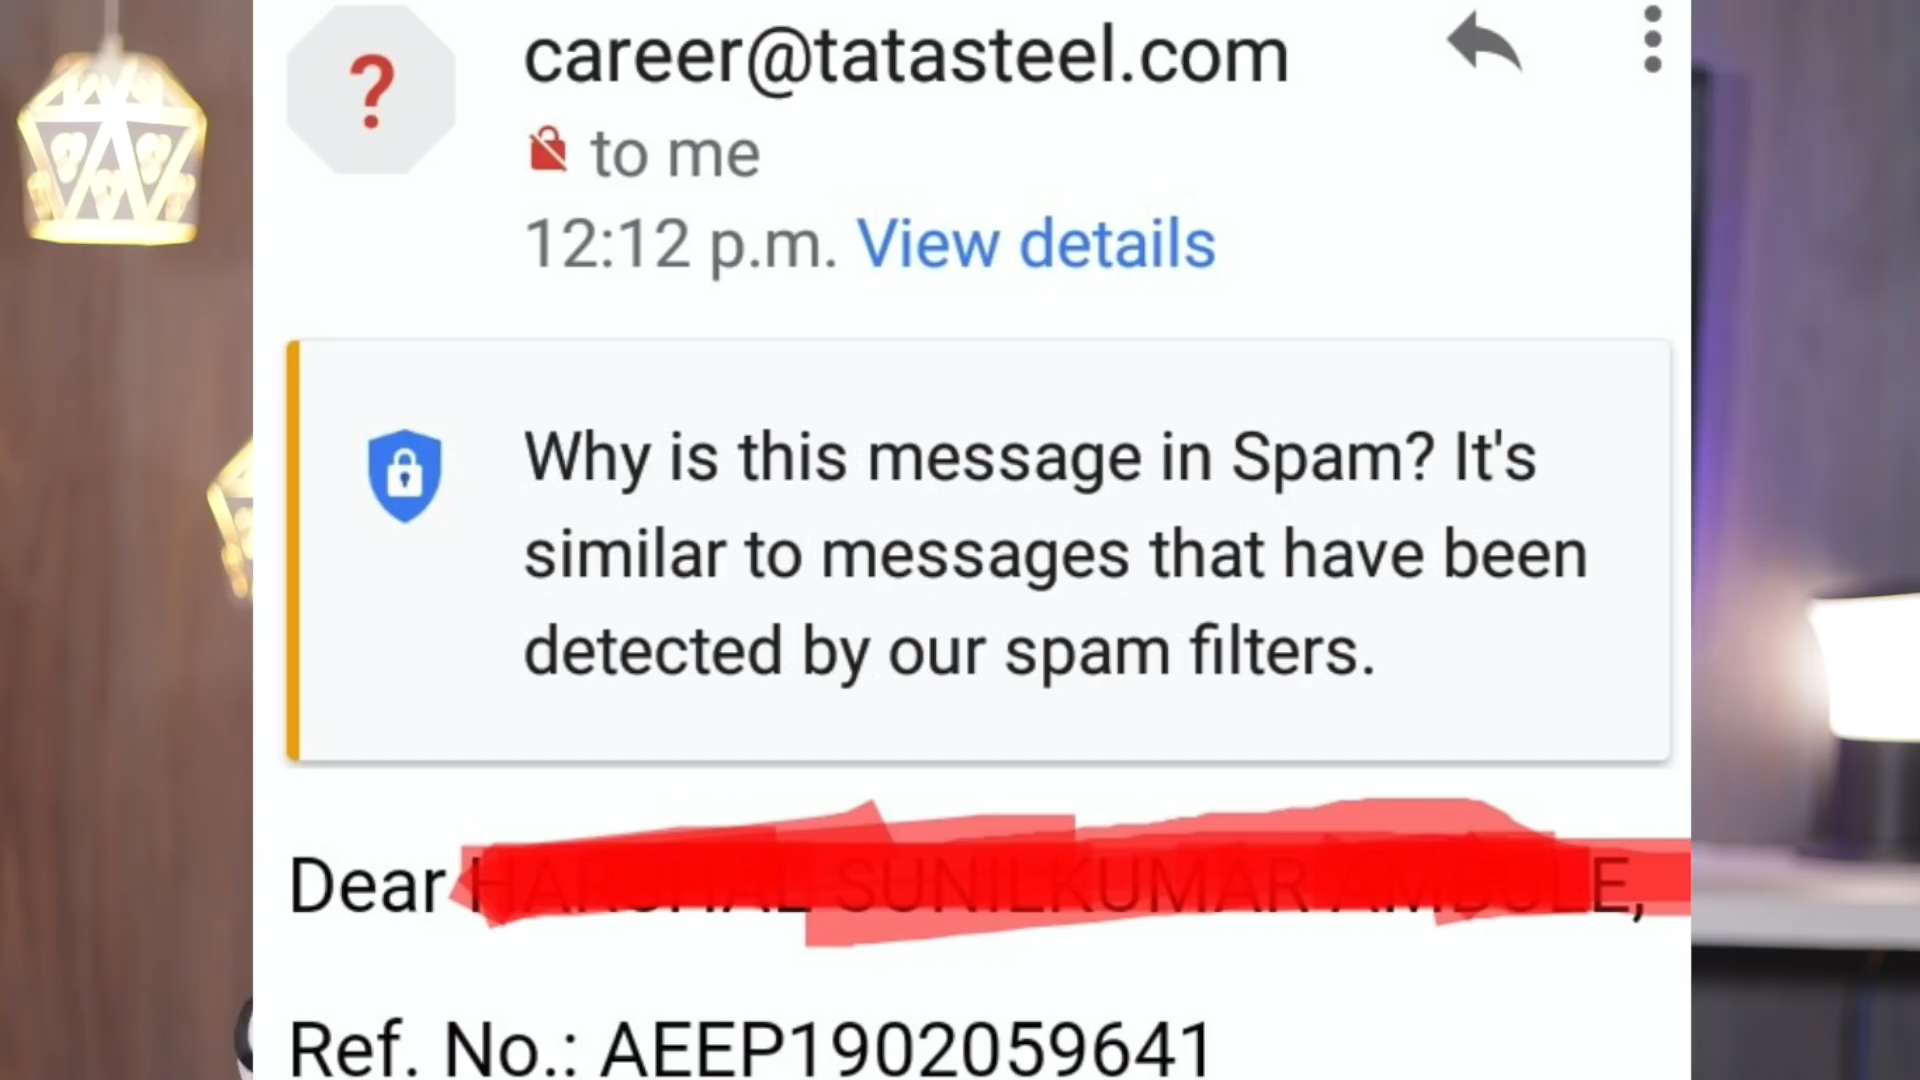 ?
career@tatasteel.com
to me
12:12 p.m. View details
Why is this message in Spam? It's
similar to messages that have been
detected by our spam filters.
Dear
Ref. No.: AEEP1902059641